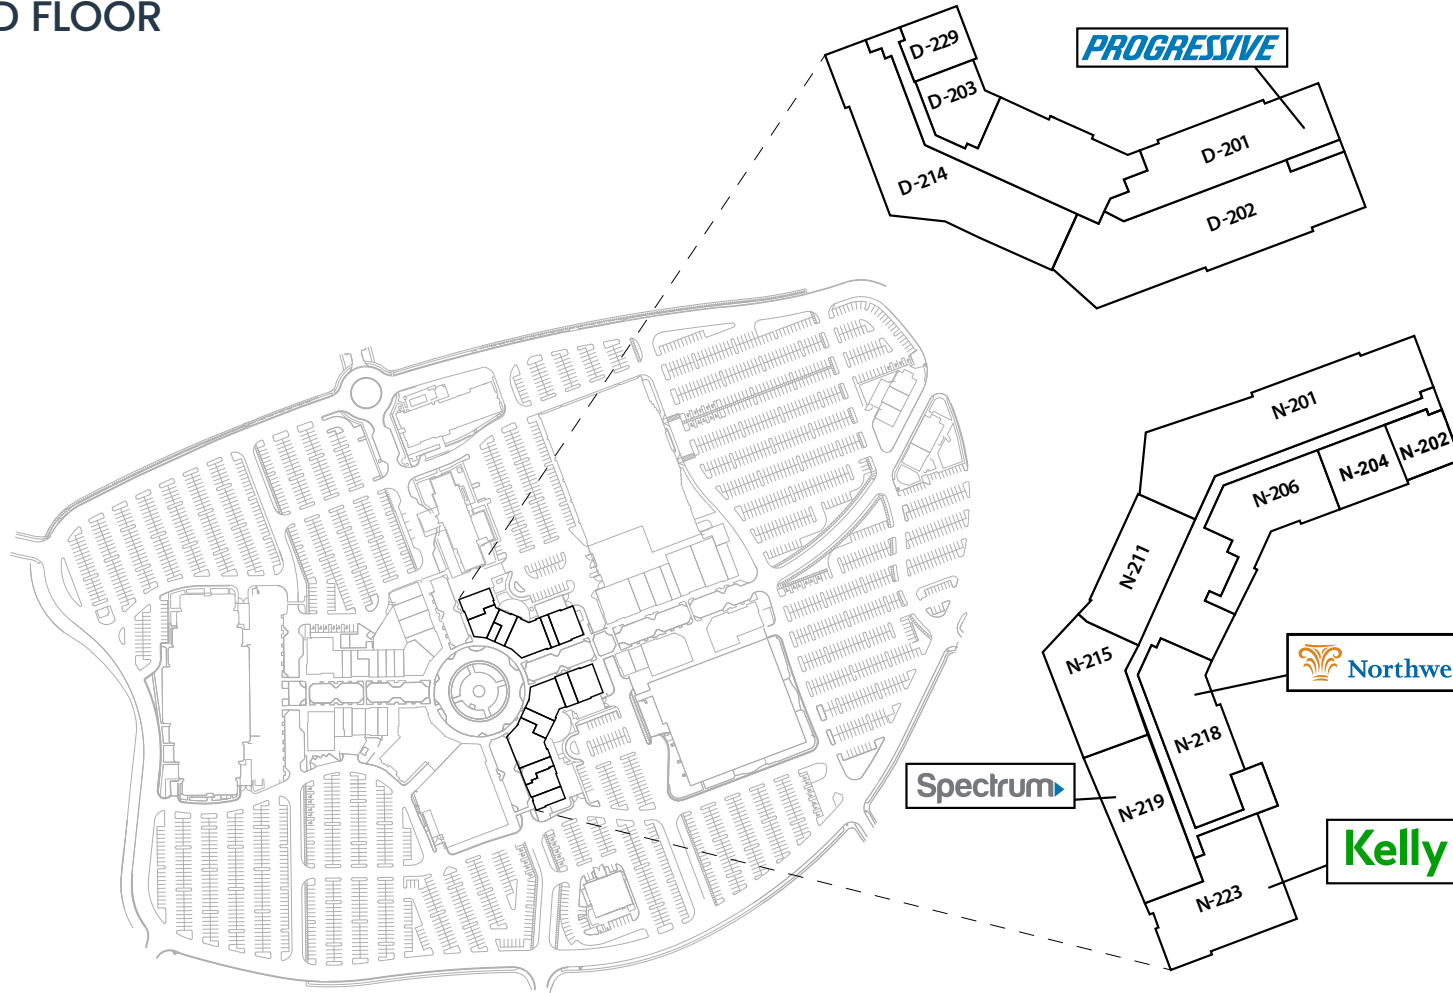 D FLOOR
PROGRESSIVE
D-229
D-203
D-201
D-214
D-202
N-201
N-202
N-204
N-206
N-211
N-215
Northwe
N-218
Spectrum
N-219
Kelly
N-223